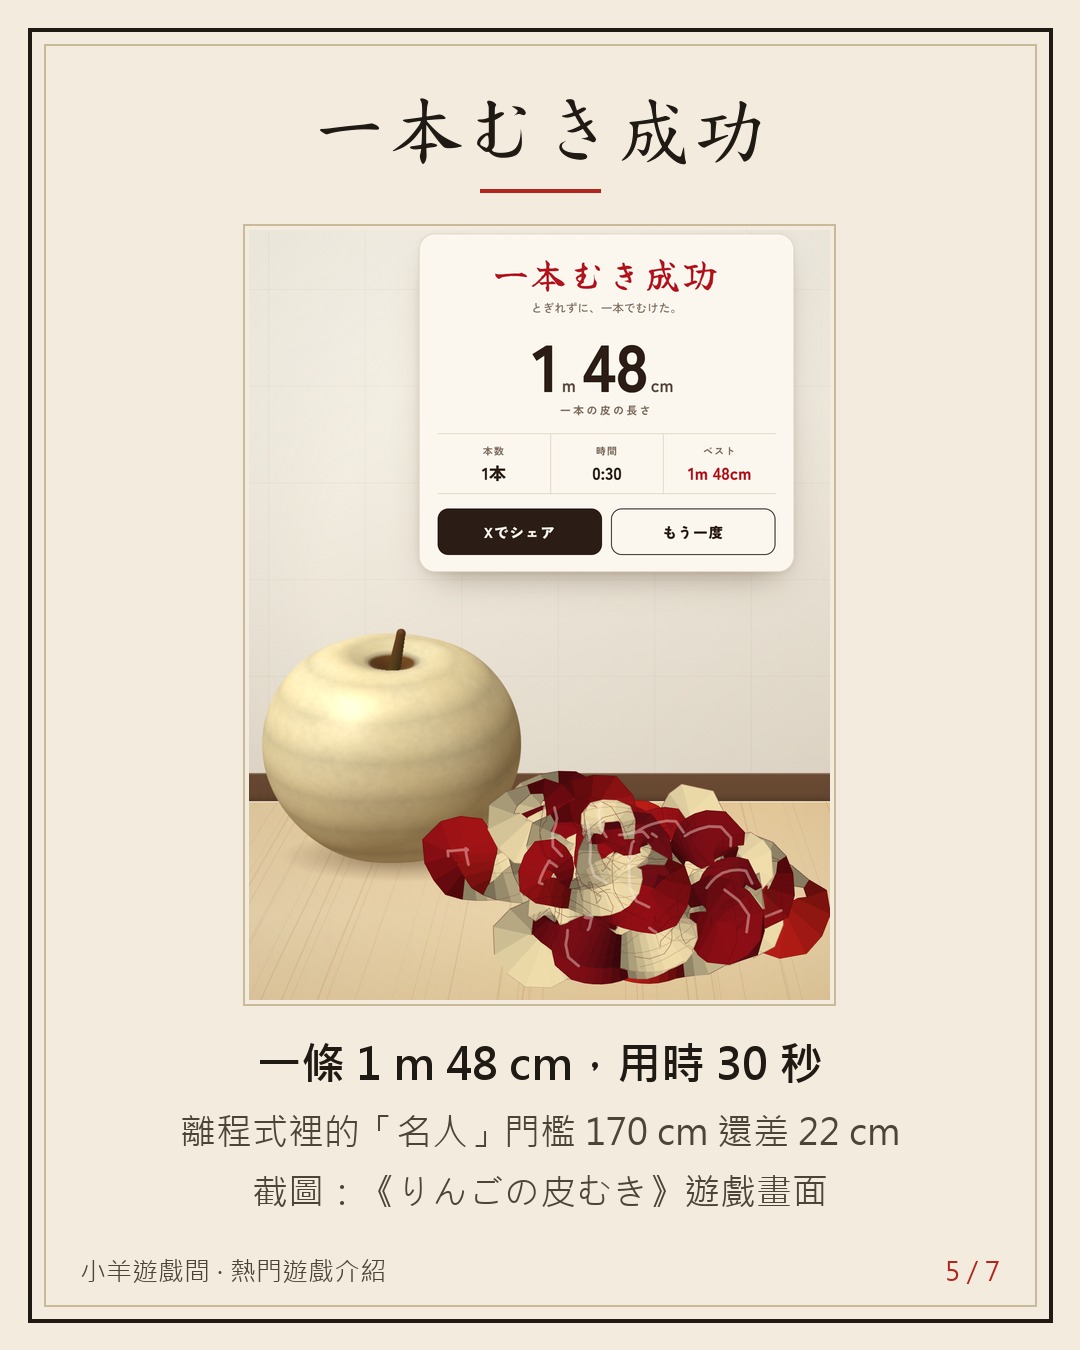 一本むき成功
一本むき成功
とぎれずに、一本でむけた。
1 m 48 cm
一本の皮の長さ
本数 時間 ベスト
1本 0:30 1m 48cm
Xでシェア もう一度
一條 1 m 48 cm，用時 30 秒
離程式裡的「名人」門檻 170 cm 還差 22 cm
截圖：《りんごの皮むき》遊戲畫面
小羊遊戲間 · 熱門遊戲介紹 5 / 7